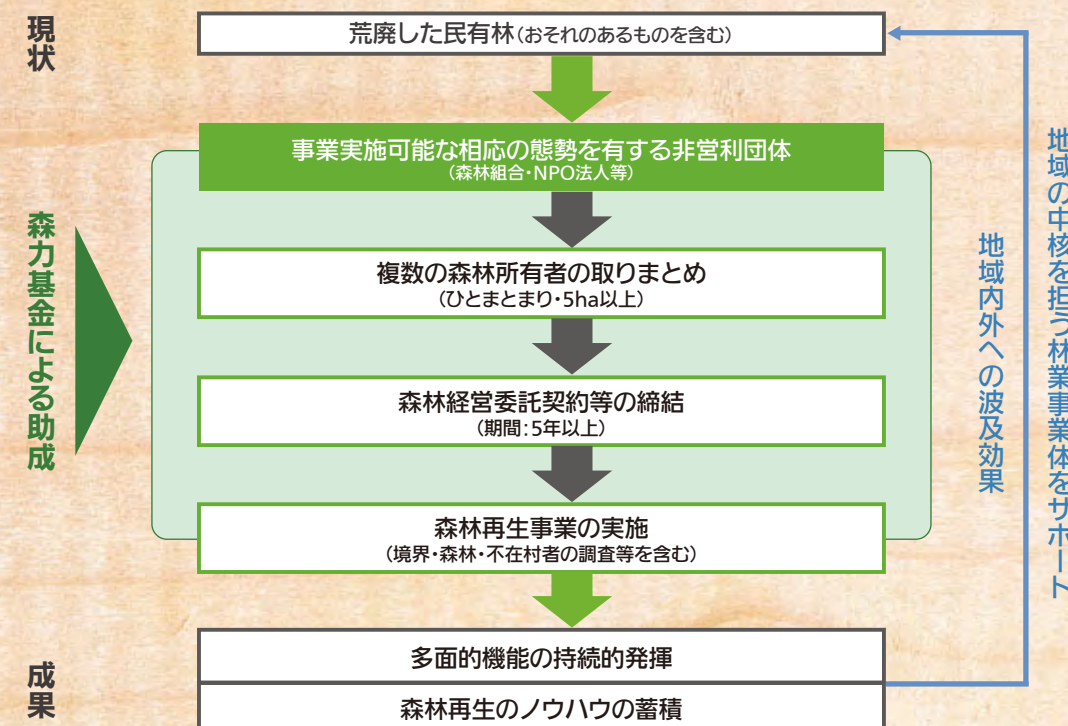 現状
荒廃した民有林(おそれのあるものを含む)
事業実施可能な相応の態勢を有する非営利団体
(森林組合・NPO法人等)
森力基金による助成
複数の森林所有者の取りまとめ
(ひとまとまり・5ha以上)
森林経営委託契約等の締結
(期間:5年以上)
森林再生事業の実施
(境界・森林・不在村者の調査等を含む)
地域内外への波及効果
地域の中核を担う林業事業体をサポート
成果
多面的機能の持続的発揮
森林再生のノウハウの蓄積